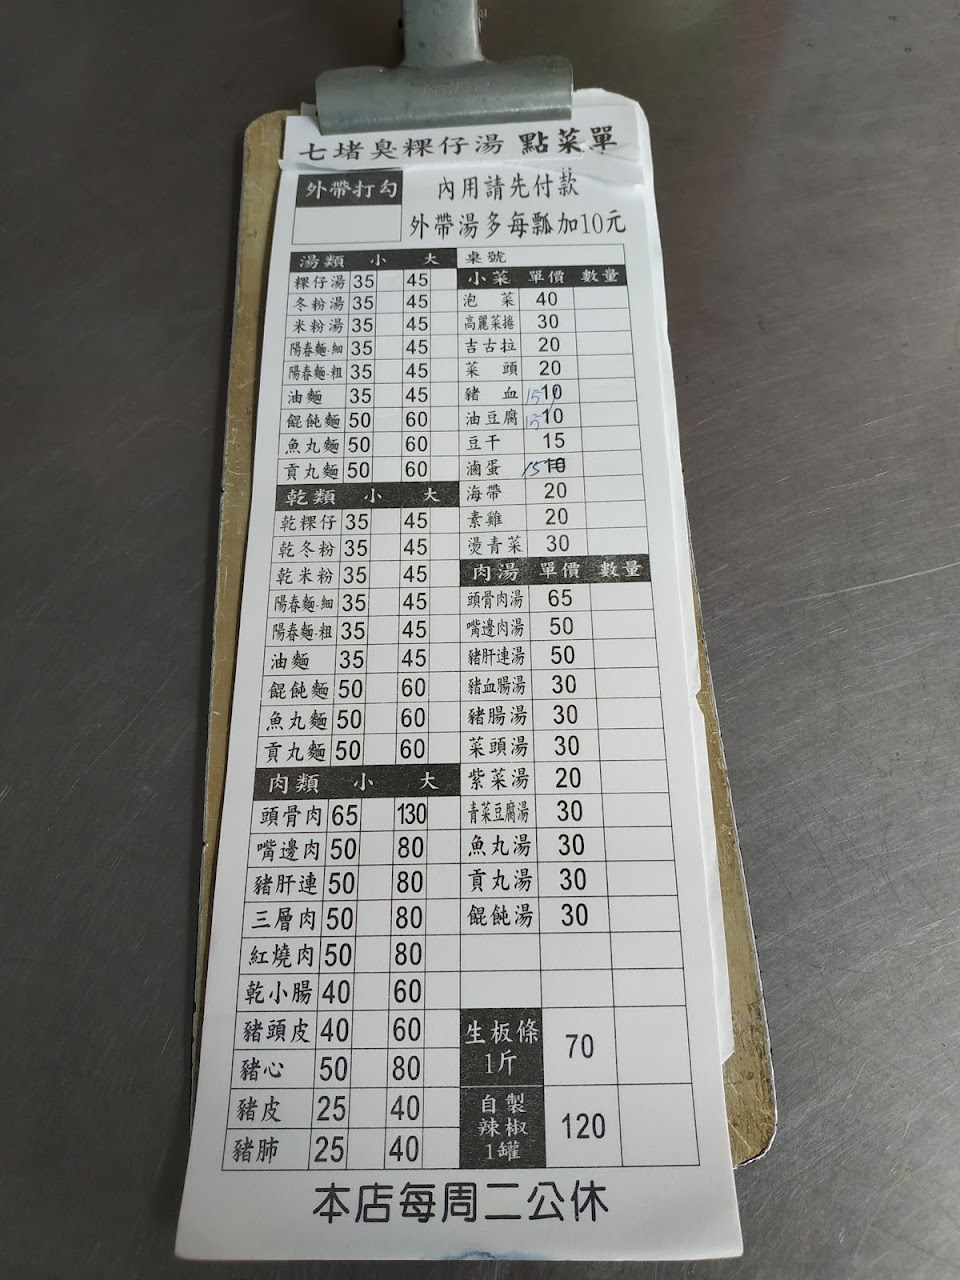 七堵臭粿仔湯 點菜單
外帶打勾
內用請先付款
外帶湯多每瓢加10元
湯類 小 大
粿仔湯 35 45
冬粉湯 35 45
米粉湯 35 45
陽春麵-細 35 45
陽春麵-粗 35 45
油麵 35 45
餛飩麵 50 60
魚丸麵 50 60
貢丸麵 50 60
乾類 小 大
乾粿仔 35 45
乾冬粉 35 45
乾米粉 35 45
陽春麵-細 35 45
陽春麵-粗 35 45
油麵 35 45
餛飩麵 50 60
魚丸麵 50 60
貢丸麵 50 60
肉類 小 大
頭骨肉 65 130
嘴邊肉 50 80
豬肝連 50 80
三層肉 50 80
紅燒肉 50 80
乾小腸 40 60
豬頭皮 40 60
豬心 50 80
豬皮 25 40
豬肺 25 40
桌號
小菜 單價 數量
泡菜 40
高麗菜捲 30
吉古拉 20
菜頭 20
豬血 15 10
油豆腐 15 10
豆干 15
滷蛋 15 10
海帶 20
素雞 20
燙青菜 30
肉湯 單價 數量
頭骨肉湯 65
嘴邊肉湯 50
豬肝連湯 50
豬血腸湯 30
豬腸湯 30
菜頭湯 30
紫菜湯 20
青菜豆腐湯 30
魚丸湯 30
貢丸湯 30
餛飩湯 30
生板條
1斤
70
自製
辣椒
1罐
120
本店每周二公休